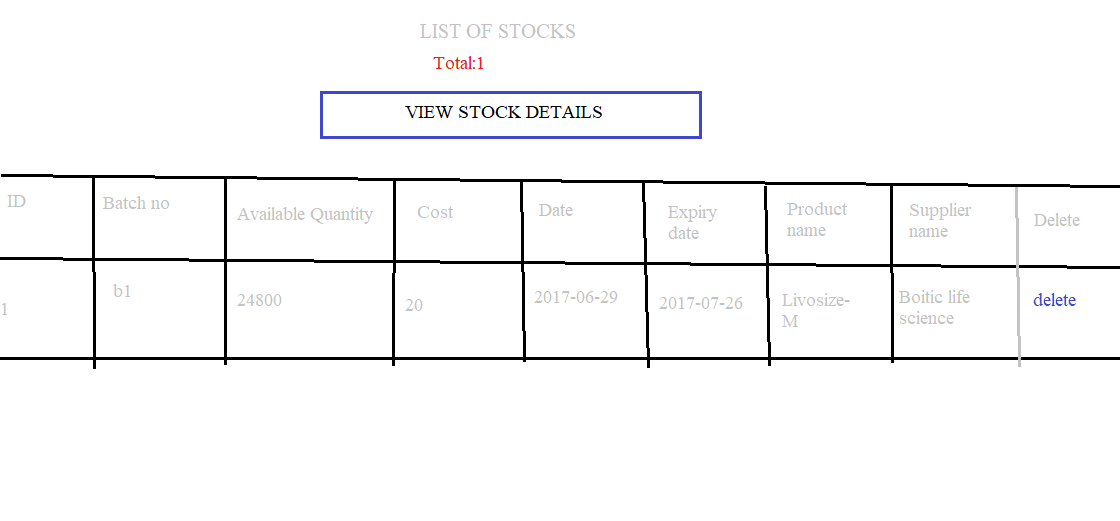 LIST OF STOCKS
Total:1
VIEW STOCK DETAILS
ID Batch no Available Quantity Cost Date Expiry date Product name Supplier name Delete
1 b1 24800 20 2017-06-29 2017-07-26 Livosize-M Boitic life science delete